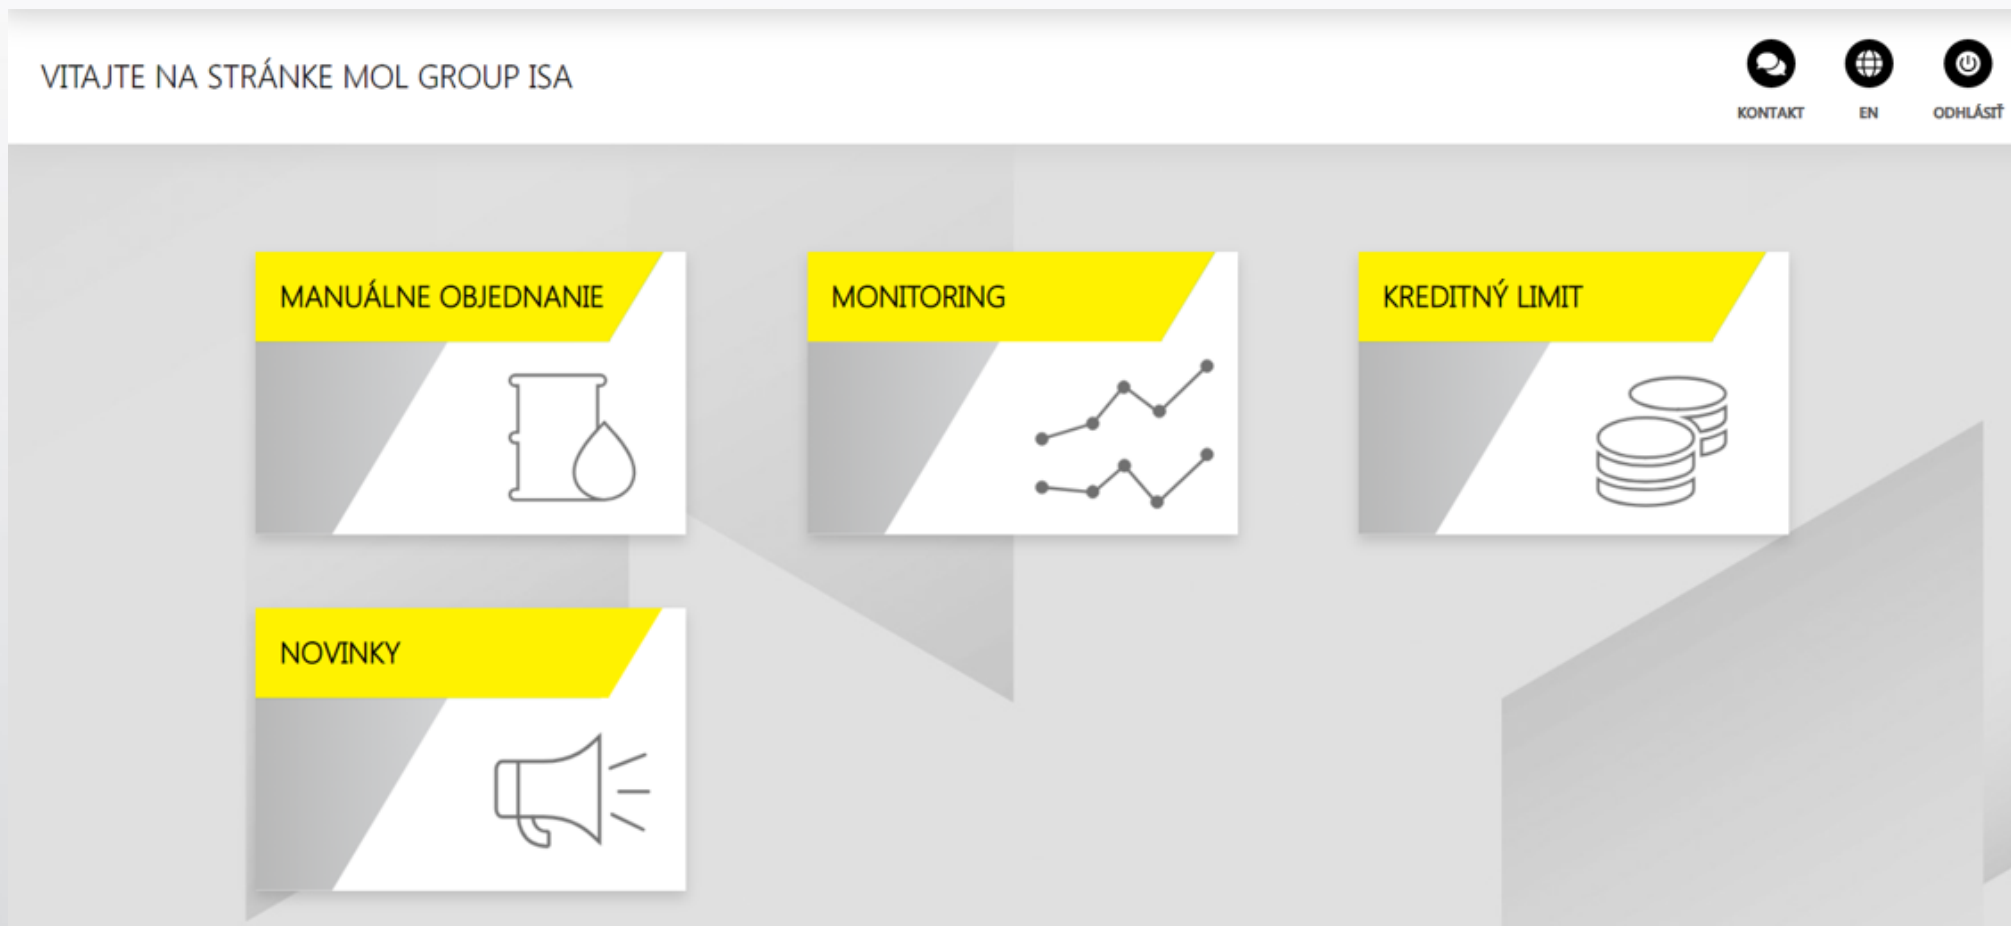 VITAJTE NA STRÁNKE MOL GROUP ISA
KONTAKT
EN
ODHLÁSIŤ
MANUÁLNE OBJEDNANIE
MONITORING
KREDITNÝ LIMIT
NOVINKY